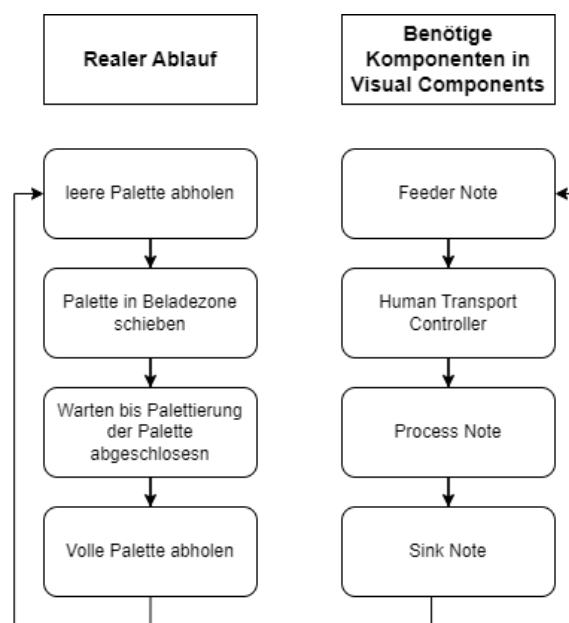 Realer Ablauf
Benötige
Komponenten in
Visual Components
leere Palette abholen
Feeder Note
Palette in Beladezone
schieben
Human Transport
Controller
Warten bis Palettierung
der Palette
abgeschlosesn
Process Note
Volle Palette abholen
Sink Note